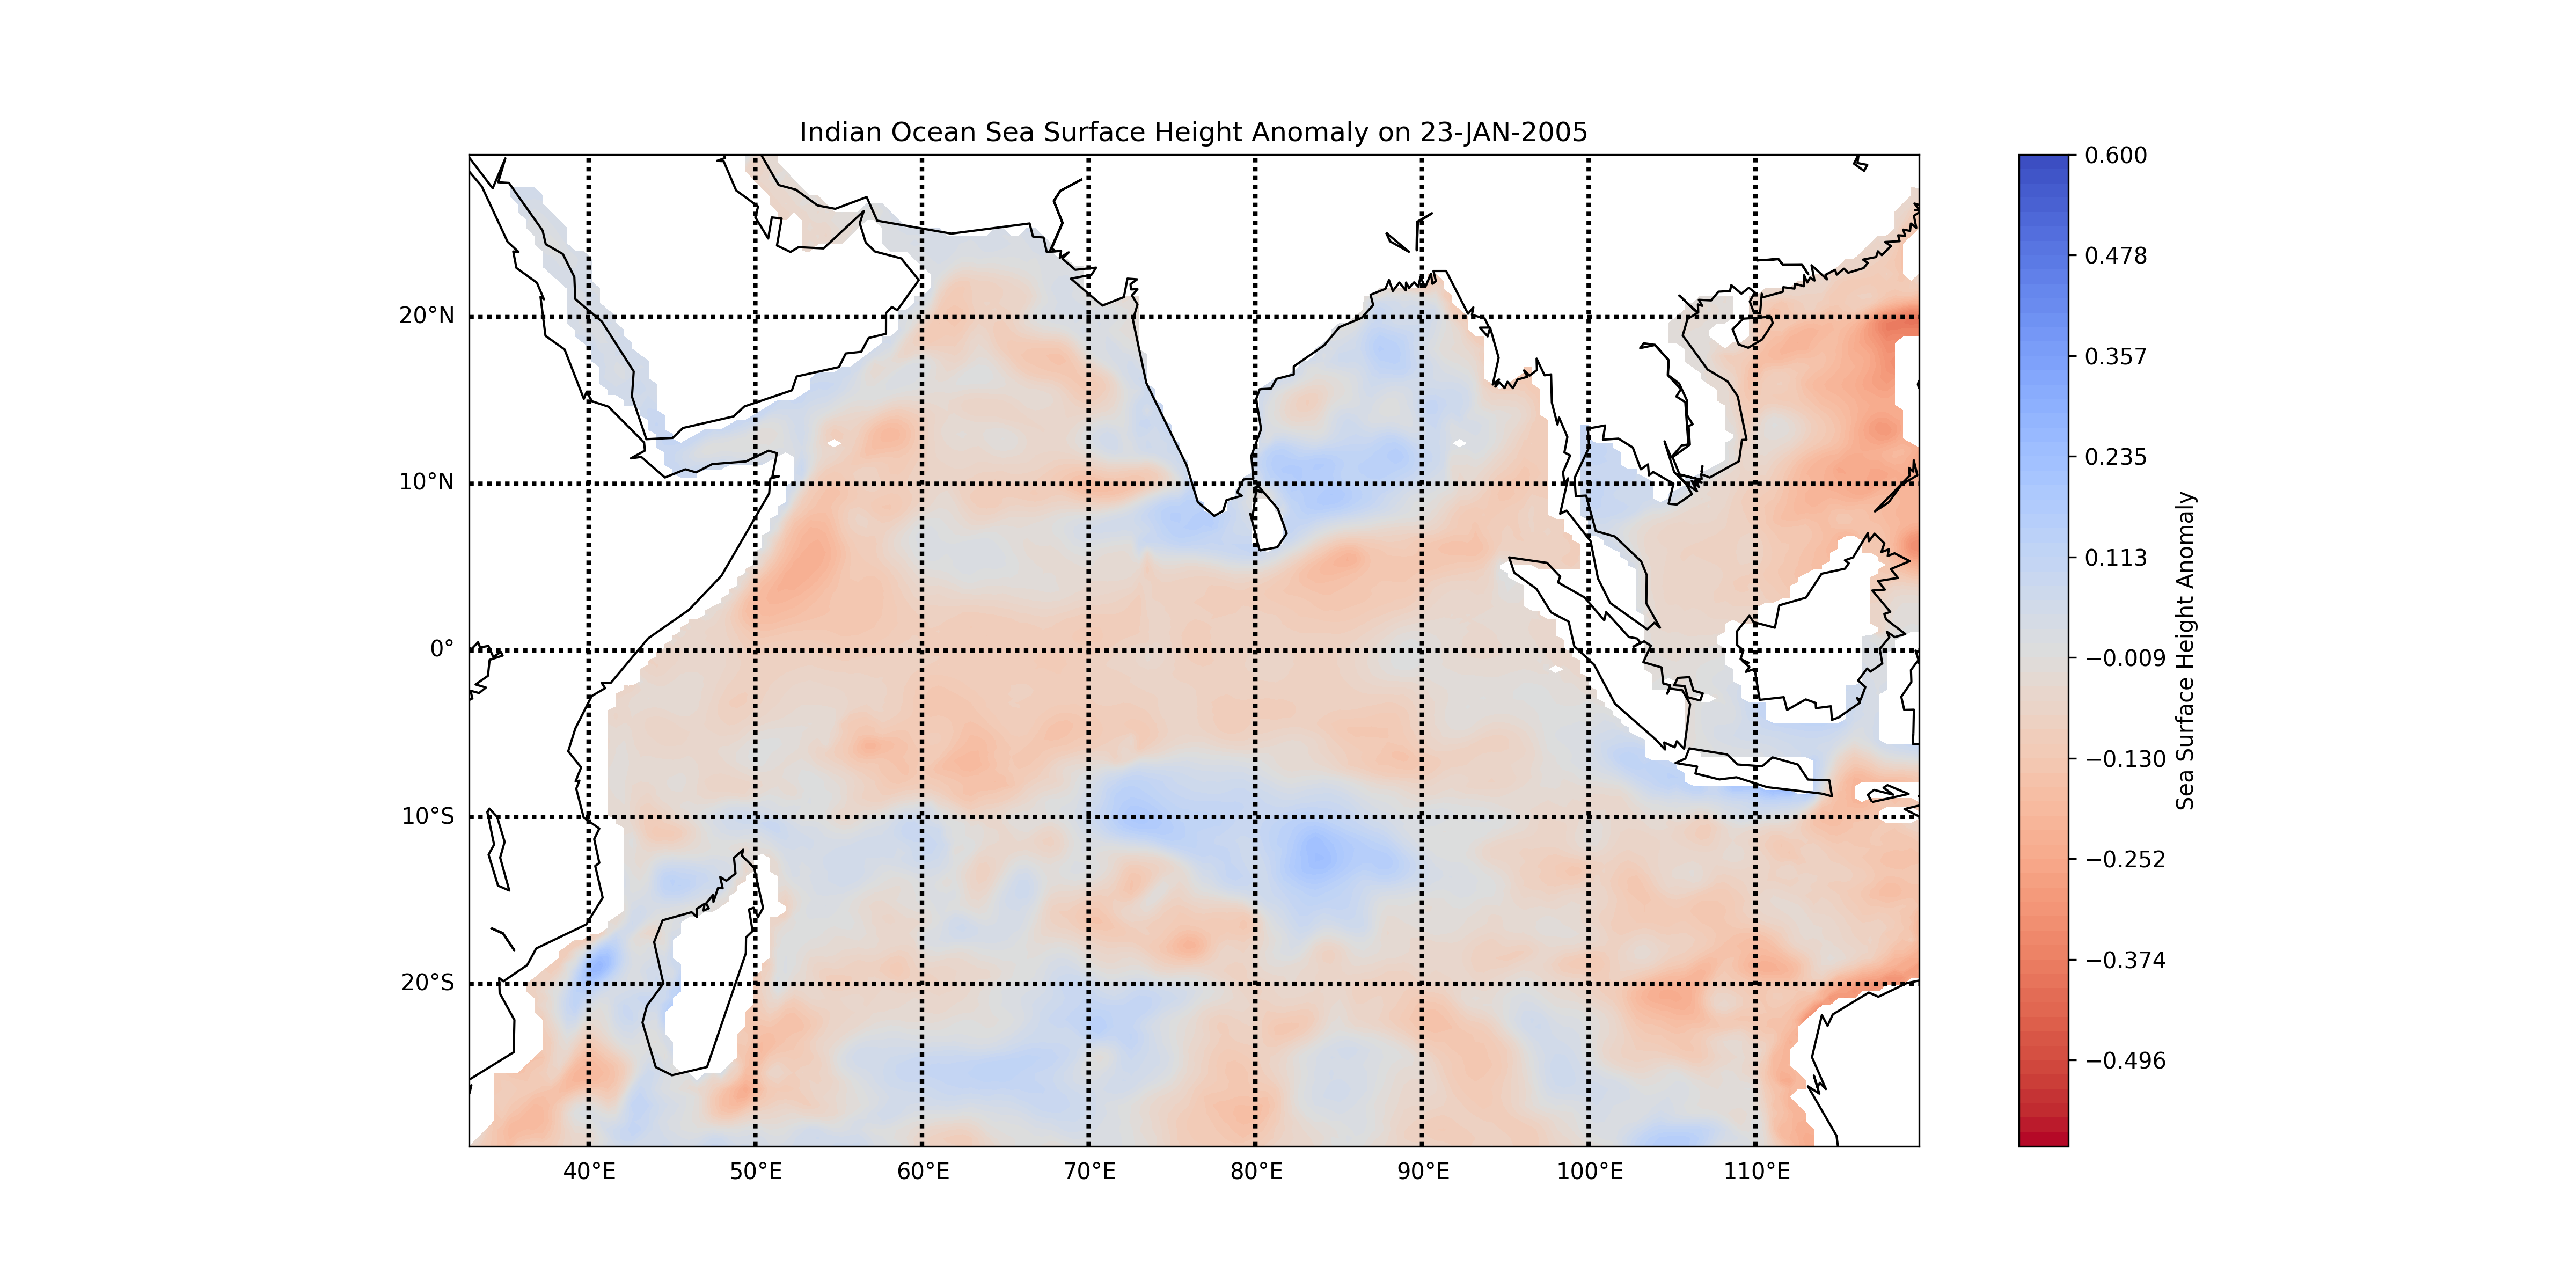 Indian Ocean Sea Surface Height Anomaly on 23-JAN-2005
20°N
10°N
0°
10°S
20°S
40°E 50°E 60°E 70°E 80°E 90°E 100°E 110°E
0.600
0.478
0.357
0.235
0.113
−0.009
−0.130
−0.252
−0.374
−0.496
Sea Surface Height Anomaly